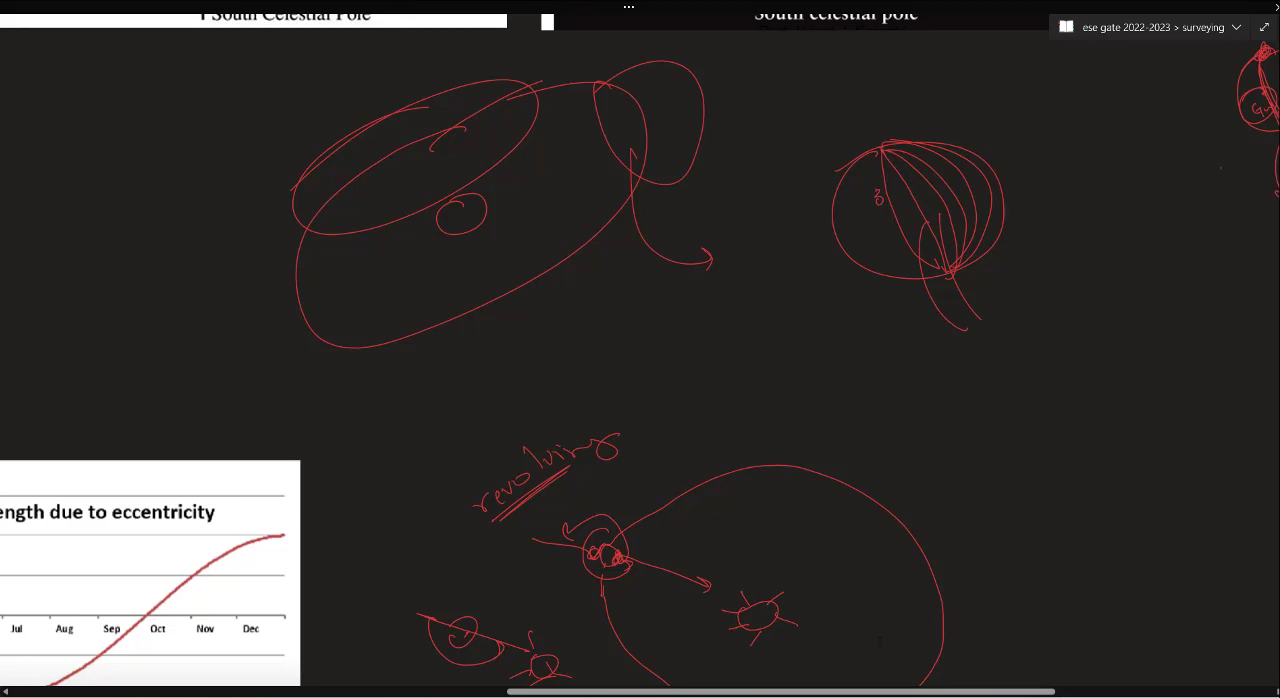 South Celestial Pole
South celestial pole
ese gate 2022-2023 > surveying
revolving
ength due to eccentricity
Jul Aug Sep Oct Nov Dec